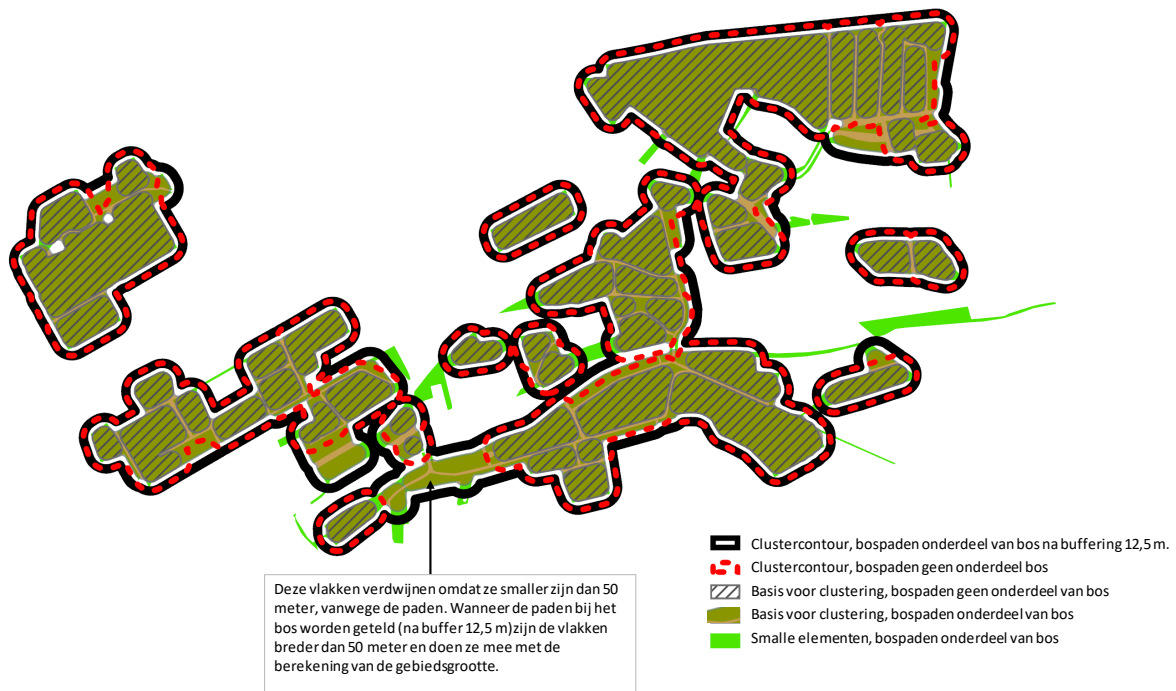 Clustercontour, bospaden onderdeel van bos na buffering 12,5 m.
Clustercontour, bospaden geen onderdeel bos
Basis voor clustering, bospaden geen onderdeel van bos
Basis voor clustering, bospaden onderdeel van bos
Smalle elementen, bospaden onderdeel van bos
Deze vlakken verdwijnen omdat ze smaller zijn dan 50
meter, vanwege de paden. Wanneer de paden bij het
bos worden geteld (na buffer 12,5 m)zijn de vlakken
breder dan 50 meter en doen ze mee met de
berekening van de gebiedsgrootte.